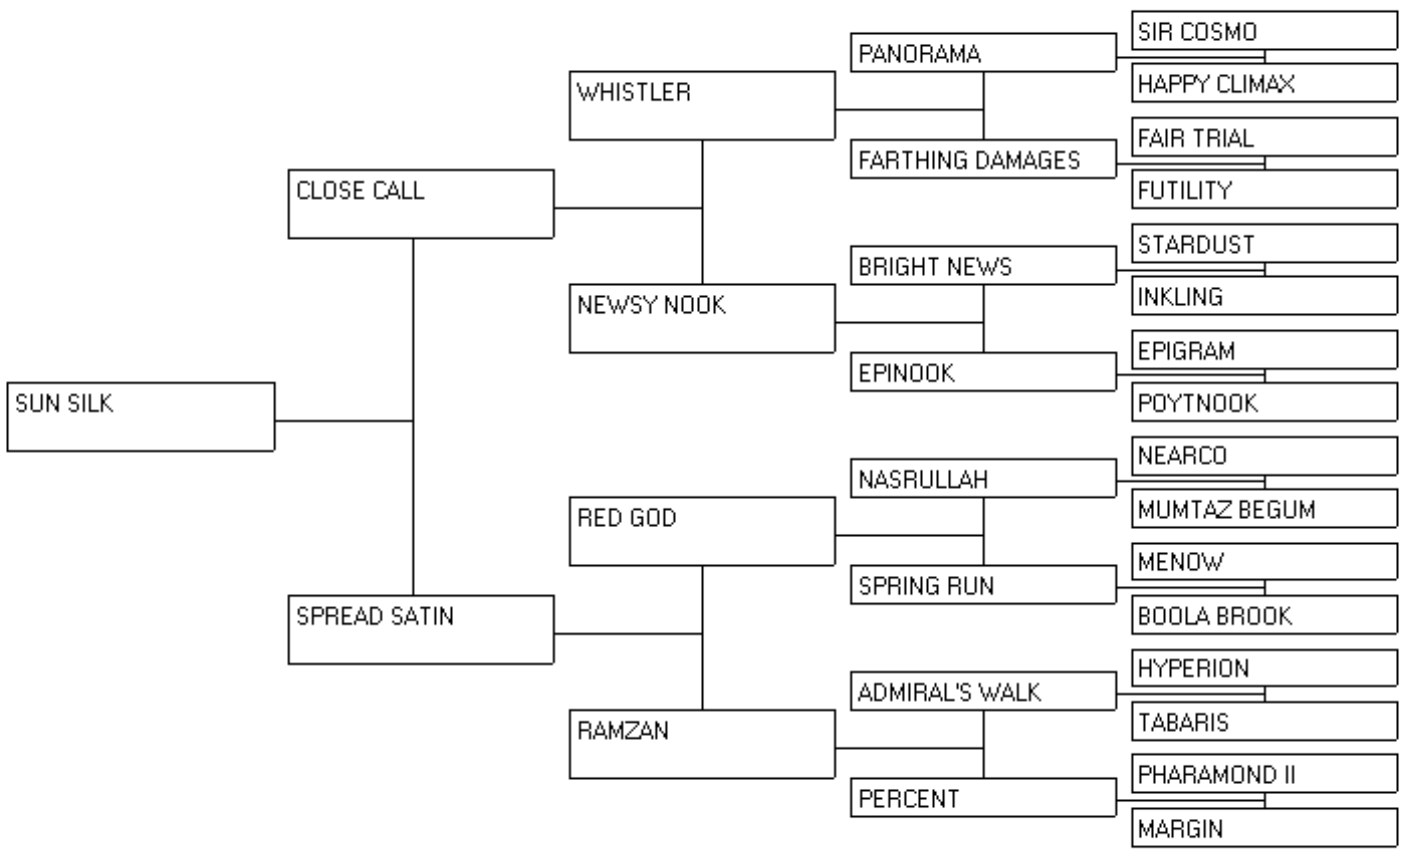 SIR COSMO
PANORAMA
HAPPY CLIMAX
WHISTLER
FAIR TRIAL
FARTHING DAMAGES
FUTILITY
CLOSE CALL
STARDUST
BRIGHT NEWS
INKLING
NEWSY NOOK
EPIGRAM
EPINOOK
POYTNOOK
SUN SILK
NEARCO
NASRULLAH
MUMTAZ BEGUM
RED GOD
MENOW
SPRING RUN
BOOLA BROOK
SPREAD SATIN
HYPERION
ADMIRAL'S WALK
TABARIS
RAMZAN
PHARAMOND II
PERCENT
MARGIN